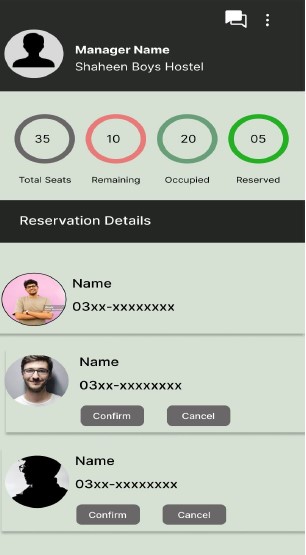 Manager Name
Shaheen Boys Hostel
35 10 20 05
Total Seats Remaining Occupied Reserved
Reservation Details
Name
03xx-xxxxxxxx
Name
03xx-xxxxxxxx
Confirm Cancel
Name
03xx-xxxxxxxx
Confirm Cancel